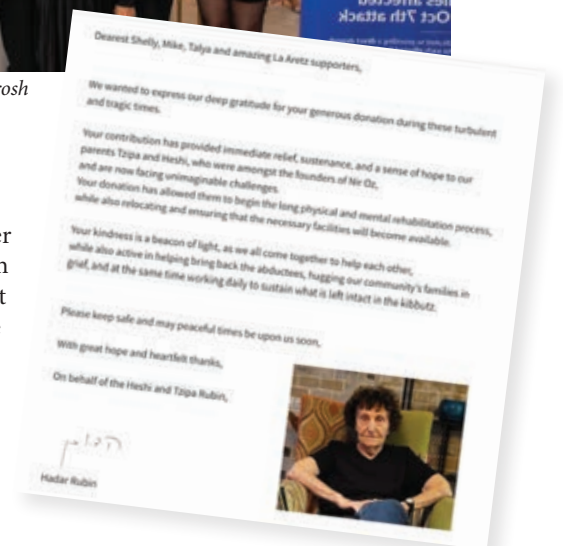 ies affected
Oct 7th attack
rosh
er
n
t
Dearest Shelly, Mike, Talya and amazing La Aretz supporters,
We wanted to express our deep gratitude for your generous donation during these turbulent
and tragic times.
Your contribution has provided immediate relief, sustenance, and a sense of hope to our
parents Tzipa and Heshi, who were amongst the founders of Nir Oz,
and are now facing unimaginable challenges.
Your donation has allowed them to begin the long physical and mental rehabilitation process,
while also relocating and ensuring that the necessary facilities will become available.
Your kindness is a beacon of light, as we all come together to help each other,
while also active in helping bring back the abductees, hugging our community's families in
grief, and at the same time working daily to sustain what is left intact in the kibbutz.
Please keep safe and may peaceful times be upon us soon,
With great hope and heartfelt thanks,
On behalf of the Heshi and Tzipa Rubin,
Hadar Rubin